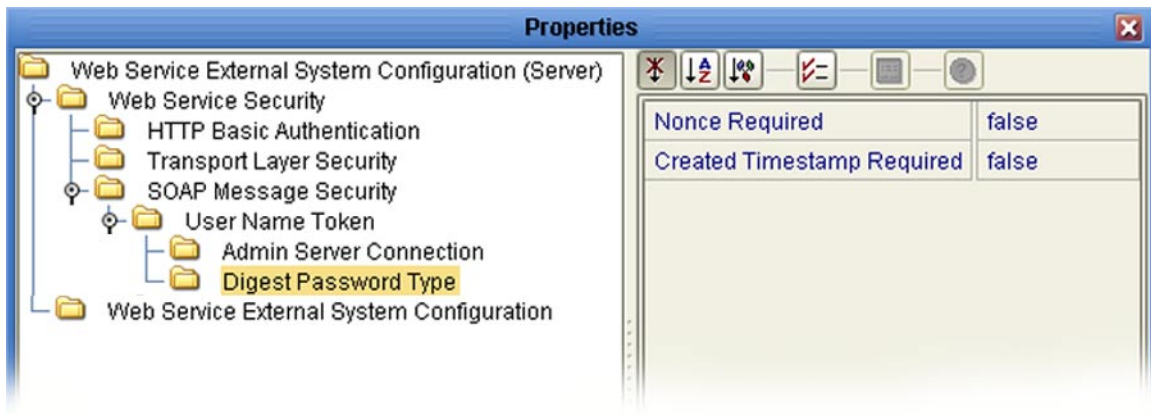 Properties
Web Service External System Configuration (Server)
Web Service Security
HTTP Basic Authentication
Transport Layer Security
SOAP Message Security
User Name Token
Admin Server Connection
Digest Password Type
Web Service External System Configuration
A
Z
Nonce Required false
Created Timestamp Required false